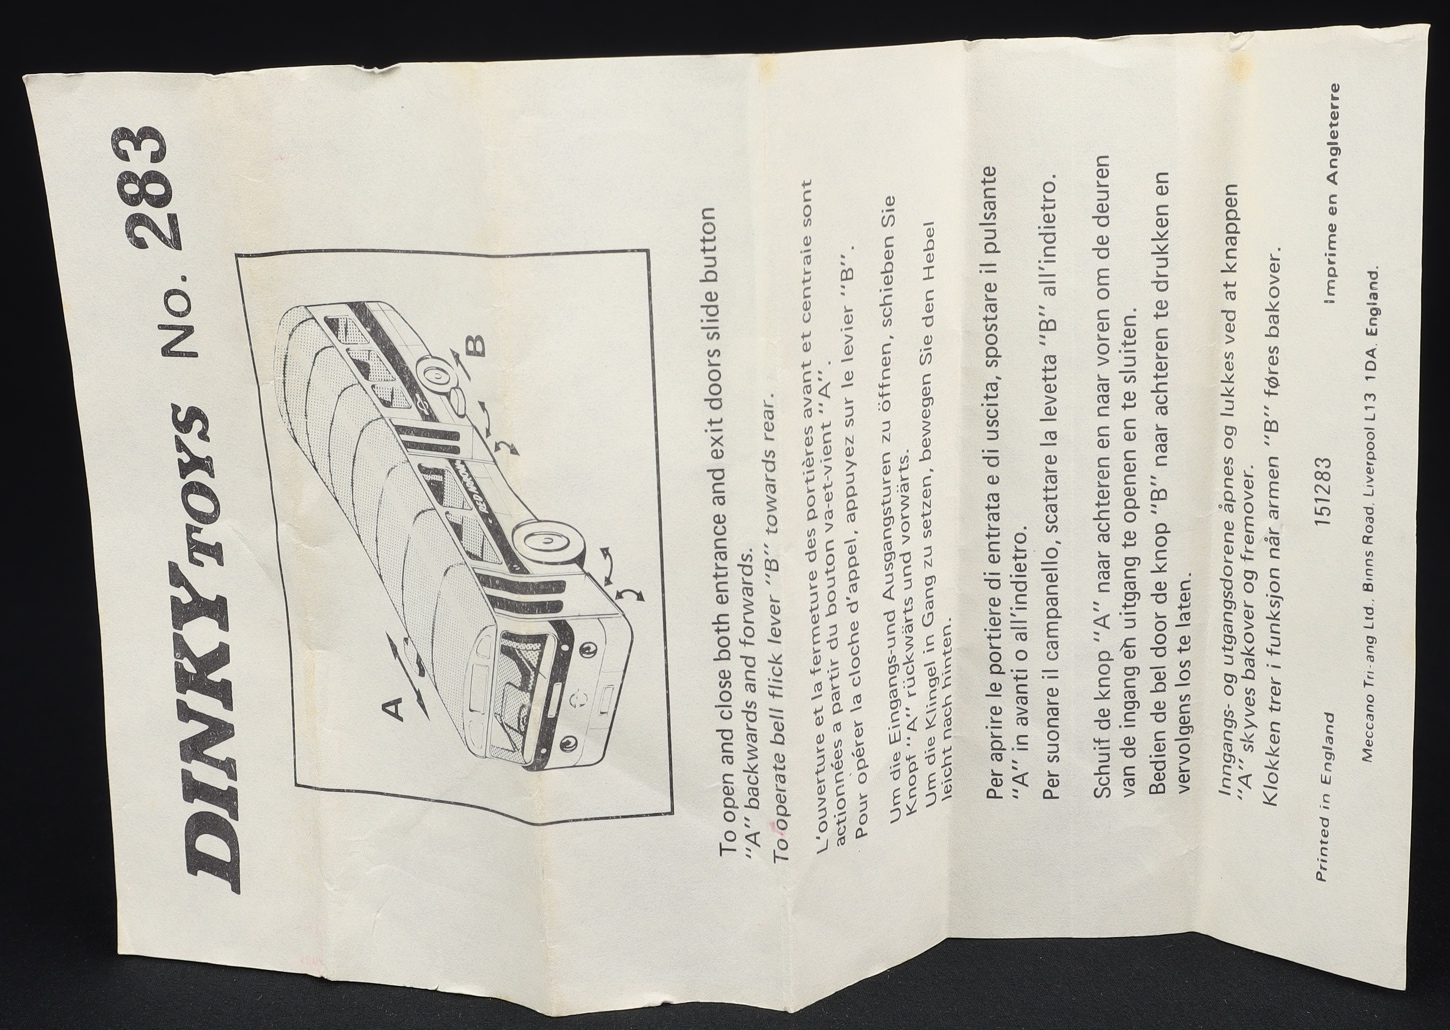 DINKY TOYS No. 283
A
B
RED ARROW
To open and close both entrance and exit doors slide button
"A" backwards and forwards.
To operate bell flick lever "B" towards rear.
L'ouverture et la fermeture des portières avant et centrale sont
actionnées a partir du bouton va-et-vient "A".
Pour opérer la cloche d'appel, appuyez sur le levier "B".
Um die Eingangs-und Ausgangsturen zu öffnen, schieben Sie
Knopf "A" rückwärts und vorwärts.
Um die Klingel in Gang zu setzen, bewegen Sie den Hebel
leicht nach hinten.
Per aprire le portiere di entrata e di uscita, spostare il pulsante
"A" in avanti o all'indietro.
Per suonare il campanello, scattare la levetta "B" all'indietro.
Schuif de knop "A" naar achteren en naar voren om de deuren
van de ingang en uitgang te openen en te sluiten.
Bedien de bel door de knop "B" naar achteren te drukken en
vervolgens los te laten.
Inngangs- og utgangsdorene åpnes og lukkes ved at knappen
"A" skyves bakover og fremover.
Klokken trer i funksjon når armen "B" føres bakover.
Printed in England 151283 Imprime en Angleterre
Meccano Tri-ang Ltd., Binns Road, Liverpool L13 1DA. England.